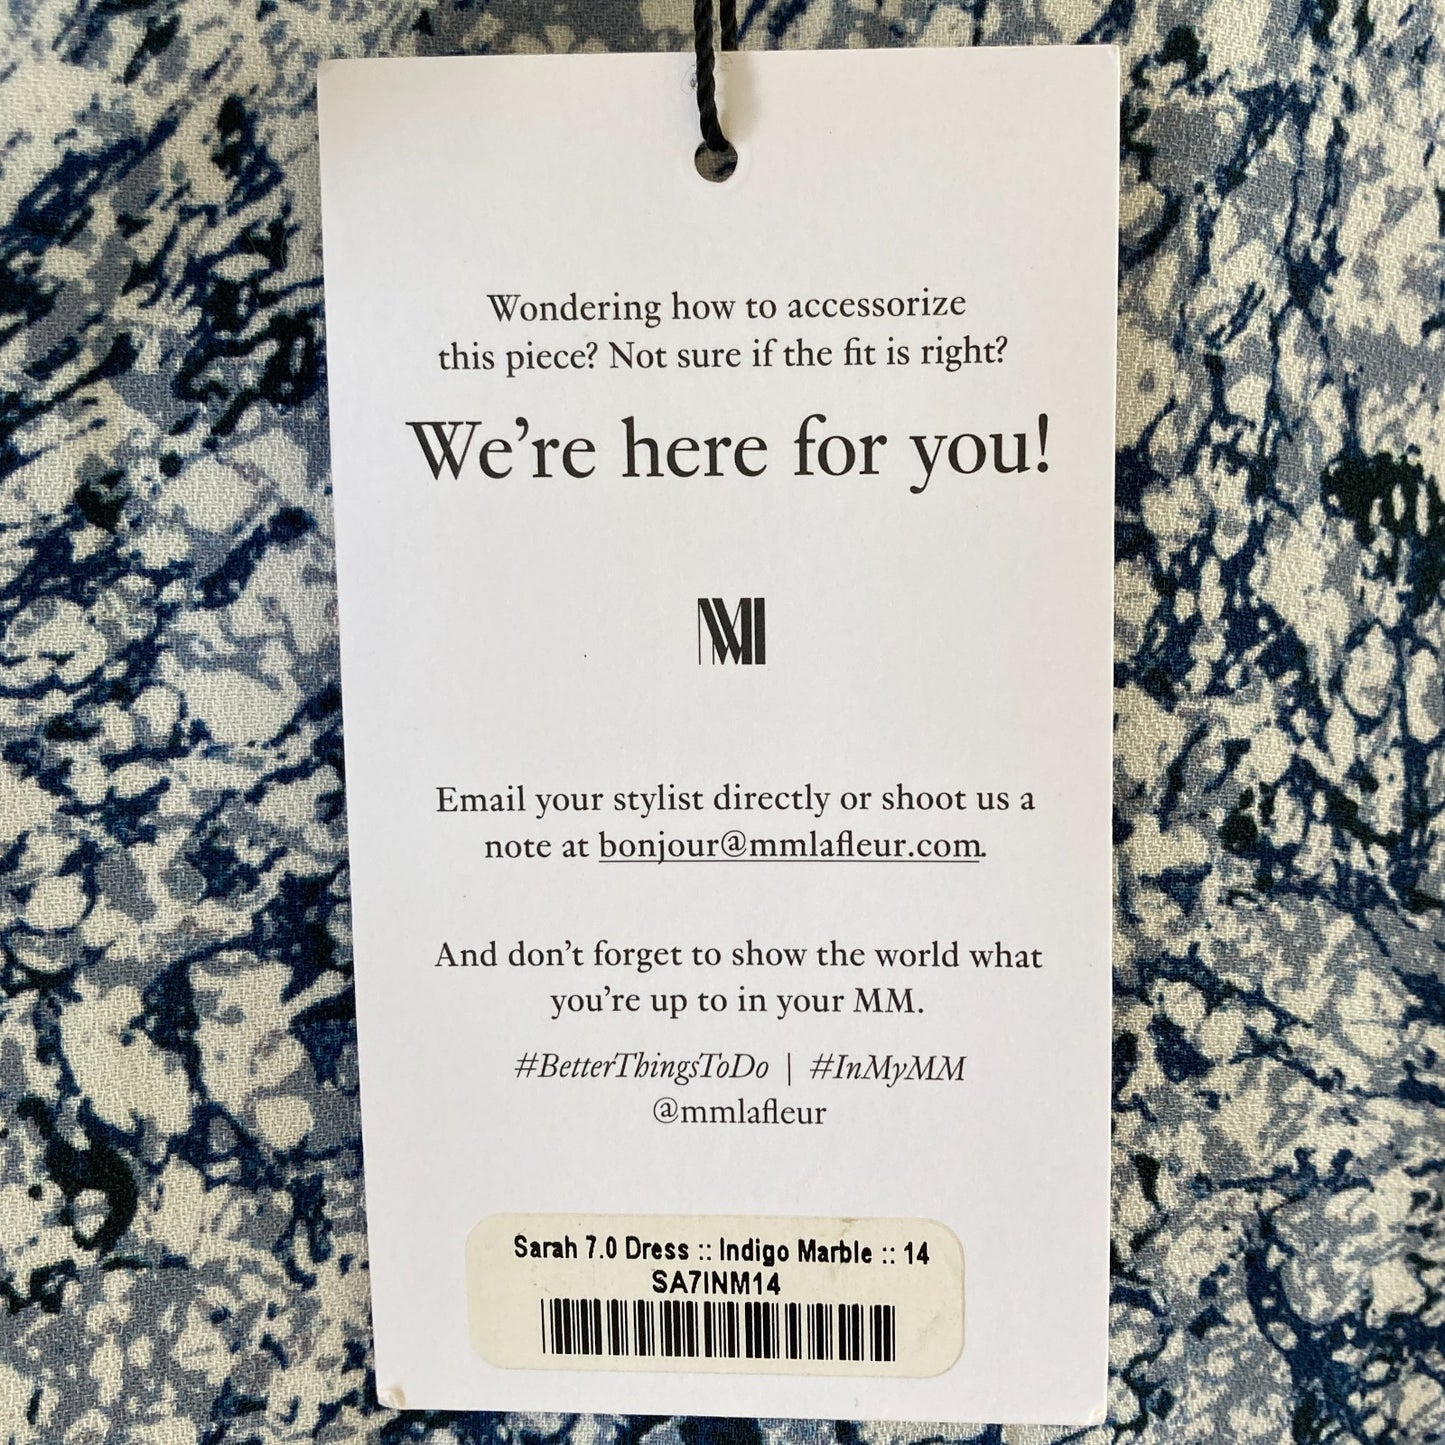 Wondering how to accessorize
this piece? Not sure if the fit is right?
We're here for you!
MM
Email your stylist directly or shoot us a
note at bonjour@mmlafleur.com.
And don't forget to show the world what
you're up to in your MM.
#BetterThingsToDo | #InMyMM
@mmlafleur
Sarah 7.0 Dress :: Indigo Marble :: 14
SA7INM14